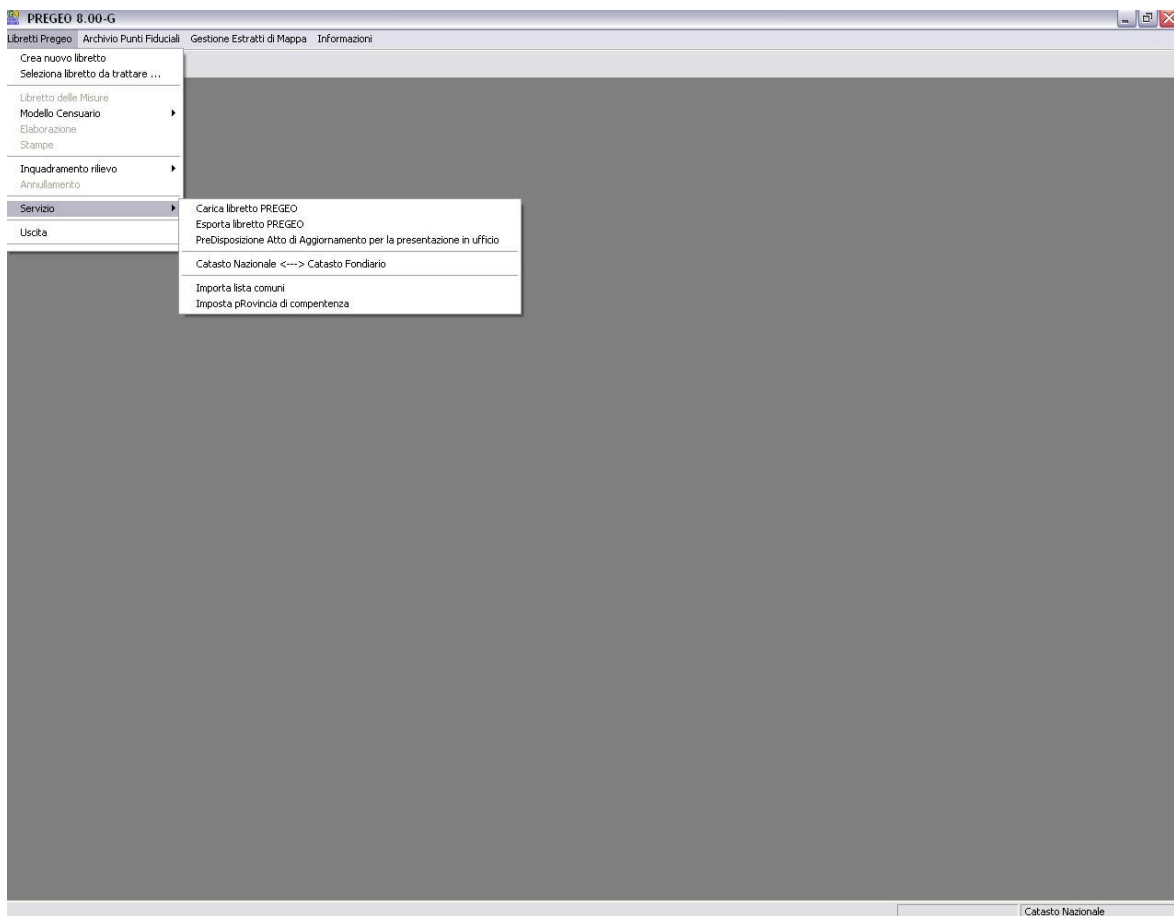 PREGEO 8.00-G
Libretti Pregeo Archivio Punti Fiduciali Gestione Estratti di Mappa Informazioni
Crea nuovo libretto
Seleziona libretto da trattare ...
Libretto delle Misure
Modello Censuario
Elaborazione
Stampe
Inquadramento rilievo
Annullamento
Servizio
Uscita
Carica libretto PREGEO
Esporta libretto PREGEO
PreDisposizione Atto di Aggiornamento per la presentazione in ufficio
Catasto Nazionale <---> Catasto Fondiario
Importa lista comuni
Imposta pRovincia di compentenza
Catasto Nazionale